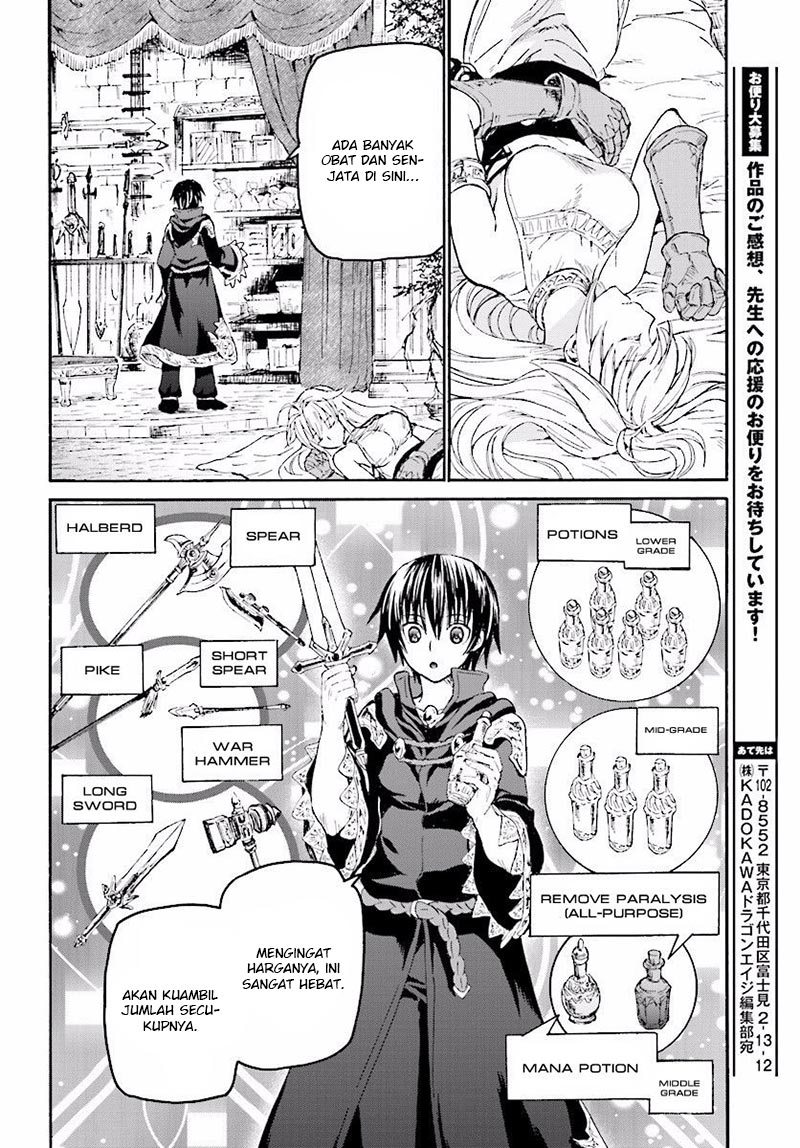 ADA BANYAK
OBAT DAN SEN-
JATA DI SINI...
HALBERD
SPEAR
PIKE
SHORT
SPEAR
WAR
HAMMER
LONG
SWORD
POTIONS
LOWER
GRADE
MID-GRADE
REMOVE PARALYSIS
(ALL-PURPOSE)
MANA POTION
MIDDLE
GRADE
MENGINGAT
HARGANYA, INI
SANGAT HEBAT.
AKAN KUAMBIL
JUMLAH SECU-
KUPNYA.
お便り大募集
作品のご感想、先生への応援のお便りをお待ちしています!
あて先は
〒102-8552 東京都千代田区富士見2-13-12
㈱KADOKAWAドラゴンエイジ編集部宛